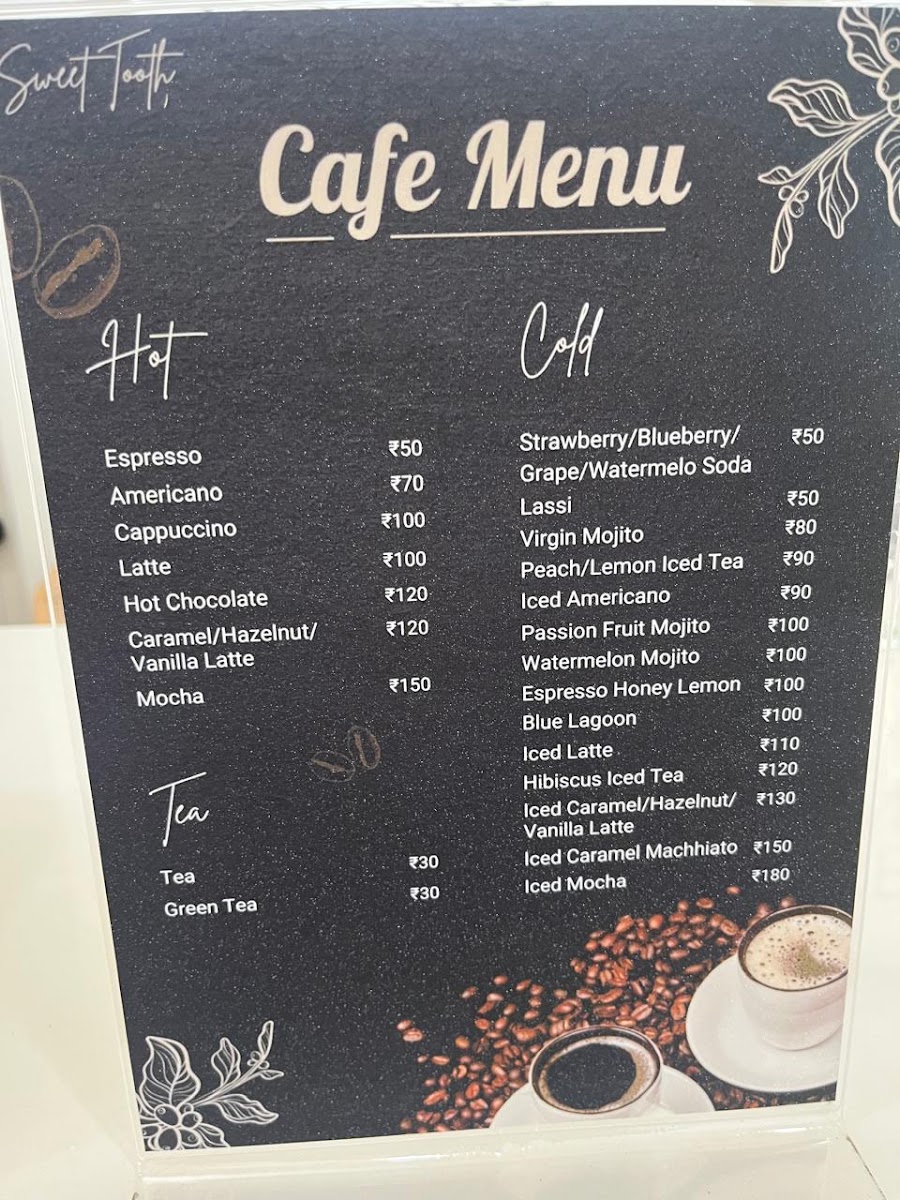 Sweet Tooth,
Cafe Menu
Hot
Espresso ₹50
Americano ₹70
Cappuccino ₹100
Latte ₹100
Hot Chocolate ₹120
Caramel/Hazelnut/ ₹120
Vanilla Latte
Mocha ₹150
Tea
Tea ₹30
Green Tea ₹30
Cold
Strawberry/Blueberry/ ₹50
Grape/Watermelo Soda
Lassi ₹50
Virgin Mojito ₹80
Peach/Lemon Iced Tea ₹90
Iced Americano ₹90
Passion Fruit Mojito ₹100
Watermelon Mojito ₹100
Espresso Honey Lemon ₹100
Blue Lagoon ₹100
Iced Latte ₹110
Hibiscus Iced Tea ₹120
Iced Caramel/Hazelnut/ ₹130
Vanilla Latte
Iced Caramel Machhiato ₹150
Iced Mocha ₹180